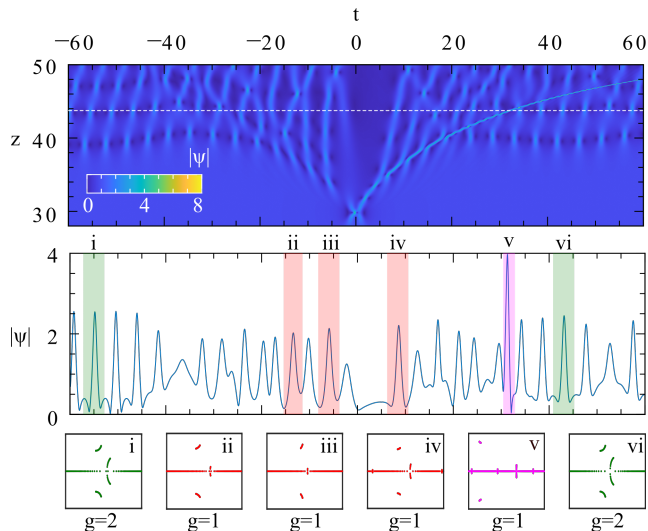 t
−60 −40 −20 0 20 40 60
50
z 40
30
|ψ|
0 4 8
i ii iii iv v vi
4
|ψ| 2
0
i ii iii iv v vi
g=2 g=1 g=1 g=1 g=1 g=2